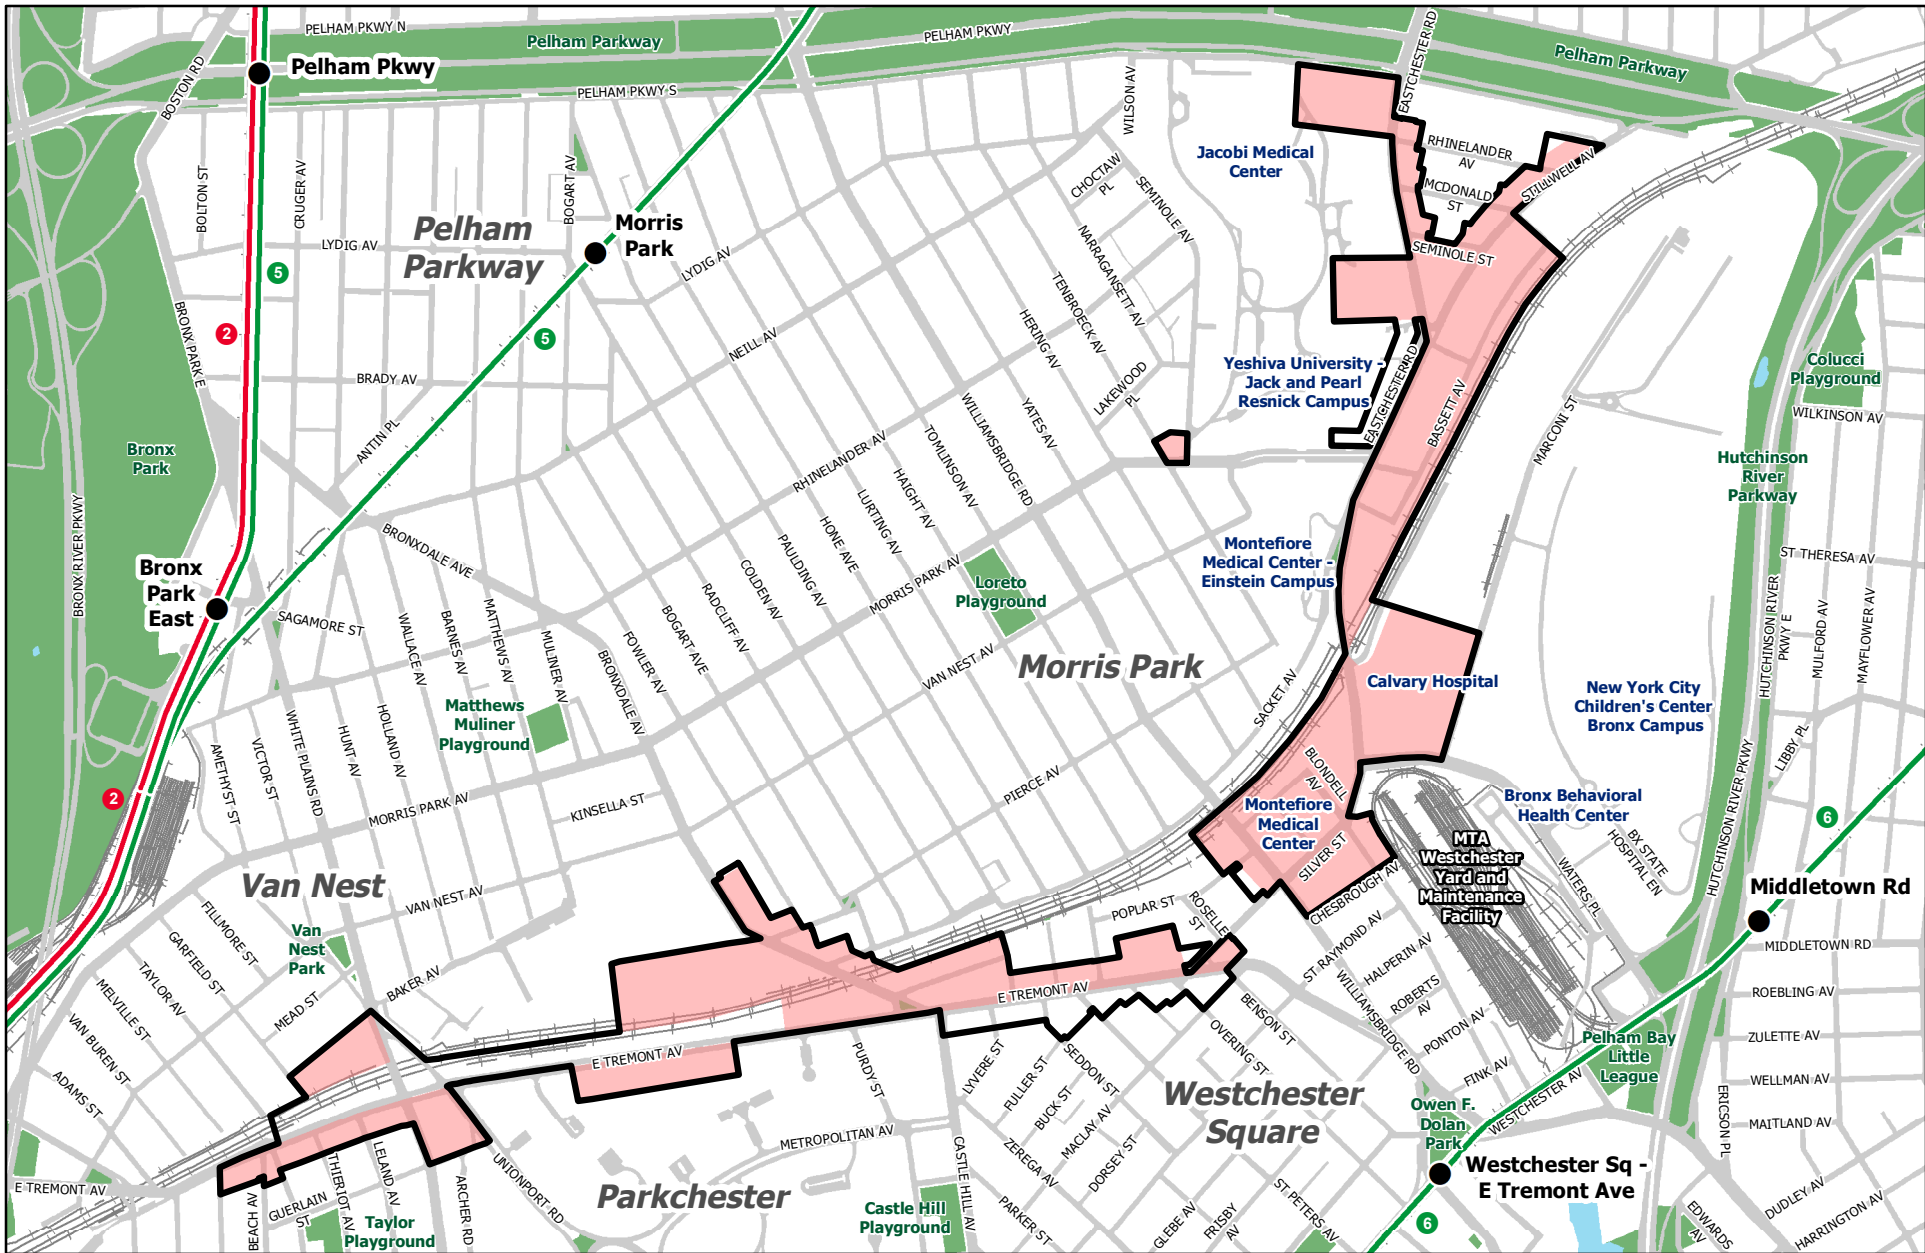 PELHAM PKWY N
Pelham Parkway
PELHAM PKWY
EASTCHESTER RD
Pelham Parkway
BOSTON RD
Pelham Pkwy
PELHAM PKWY S
WILSON AV
Jacobi Medical
Center
RHINELANDER
AV
MCDONALD
ST
STILLWELL AV
SEMINOLE ST
BOLTON ST
CRUGER AV
BOGART AV
CHOCTAW
PL
SEMINOLE AV
Pelham
Parkway
Morris
Park
LYDIG AV
LYDIG AV
NARRAGANSETT AV
TENBROECK AV
HERING AV
5
2
5
BRONX PARK E
NEILL AV
BRADY AV
LAKEWOOD
PL
Yeshiva University -
Jack and Pearl
Resnick Campus
EASTCHESTER RD
BASSETT AV
MARCONI ST
Colucci
Playground
WILKINSON AV
ANTIN PL
WILLIAMSBRIDGE RD
YATES AV
TOMLINSON AV
RHINELANDER AV
HAIGHT AV
LURTING AV
HONE AVE
PAULDING AV
COLDEN AV
RADCLIFF AV
BOGART AVE
FOWLER AV
BRONXDALE AV
Bronx
Park
Hutchinson
River
Parkway
BRONX RIVER PKWY
BRONXDALE AVE
Bronx
Park
East
SAGAMORE ST
WALLACE AV
BARNES AV
MATTHEWS AV
MULINER AV
MORRIS PARK AV
Loreto
Playground
Montefiore
Medical Center -
Einstein Campus
ST THERESA AV
HUTCHINSON RIVER
PKWY E
MULFORD AV
MAYFLOWER AV
VAN NEST AV
Morris Park
SACKET AV
Calvary Hospital
New York City
Children's Center
Bronx Campus
LIBBY PL
HUTCHINSON RIVER PKWY
Matthews
Muliner
Playground
AMETHYST ST
VICTOR ST
WHITE PLAINS RD
HUNT AV
HOLLAND AV
MORRIS PARK AV
KINSELLA ST
PIERCE AV
BLONDELL
AV
2
Montefiore
Medical
Center
SILVER ST
CHESBROUGH AV
MTA
Westchester
Yard and
Maintenance
Facility
Bronx Behavioral
Health Center
BX STATE
HOSPITAL EN
WATERS PL
6
Middletown Rd
MIDDLETOWN RD
Van Nest
VAN NEST AV
FILLMORE ST
GARFIELD ST
TAYLOR AV
MELVILLE ST
VAN BUREN ST
ADAMS ST
Van
Nest
Park
MEAD ST
BAKER AV
POPLAR ST
ROSELLE
ST
ST RAYMOND AV
HALPERIN AV
ROBERTS
AV
WILLIAMSBRIDGE RD
PONTON AV
FINK AV
ROEBLING AV
ZULETTE AV
WELLMAN AV
MAITLAND AV
Pelham Bay
Little
League
E TREMONT AV
E TREMONT AV
BENSON ST
OVERING ST
SEDDON ST
LYVERE ST
FULLER ST
BUCK ST
MACLAY AV
ZEREGA AV
DORSEY ST
PURDY ST
METROPOLITAN AV
CASTLE HILL AV
Westchester
Square
Owen F.
Dolan
Park
WESTCHESTER AV
ERICSON PL
Westchester Sq -
E Tremont Ave
E TREMONT AV
BEACH AV
GUERLAIN
ST
THIERIOT AV
LELAND AV
Taylor
Playground
ARCHER RD
UNIONPORT RD
Parkchester
Castle Hill
Playground
PARKER ST
GLEBE AV
FRISBY
AV
ST PETERS AV
6
EDWARDS
AV
DUDLEY AV
HARRINGTON AV